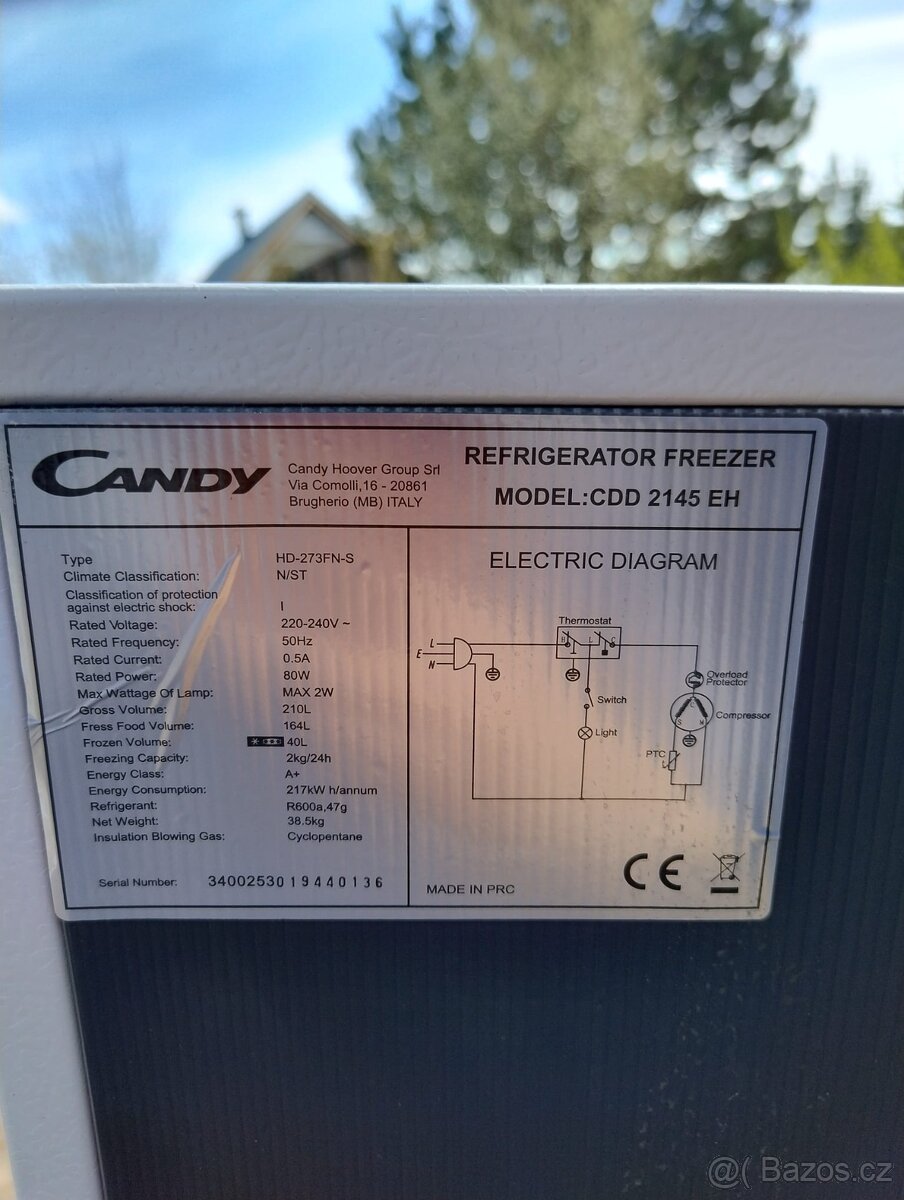 CANDY
Candy Hoover Group Srl
Via Comolli,16 - 20861
Brugherio (MB) ITALY
REFRIGERATOR FREEZER
MODEL:CDD 2145 EH
Type HD-273FN-S
Climate Classification: N/ST
Classification of protection
against electric shock: I
Rated Voltage: 220-240V ~
Rated Frequency: 50Hz
Rated Current: 0.5A
Rated Power: 80W
Max Wattage Of Lamp: MAX 2W
Gross Volume: 210L
Fress Food Volume: 164L
Frozen Volume: 40L
Freezing Capacity: 2kg/24h
Energy Class: A+
Energy Consumption: 217kW h/annum
Refrigerant: R600a,47g
Net Weight: 38.5kg
Insulation Blowing Gas: Cyclopentane
Serial Number: 3400253019440136
ELECTRIC DIAGRAM
Thermostat
L
E
N
Switch
Light
Overload
Protector
C
S M
Compressor
PTC
CE
MADE IN PRC
@( Bazos.cz